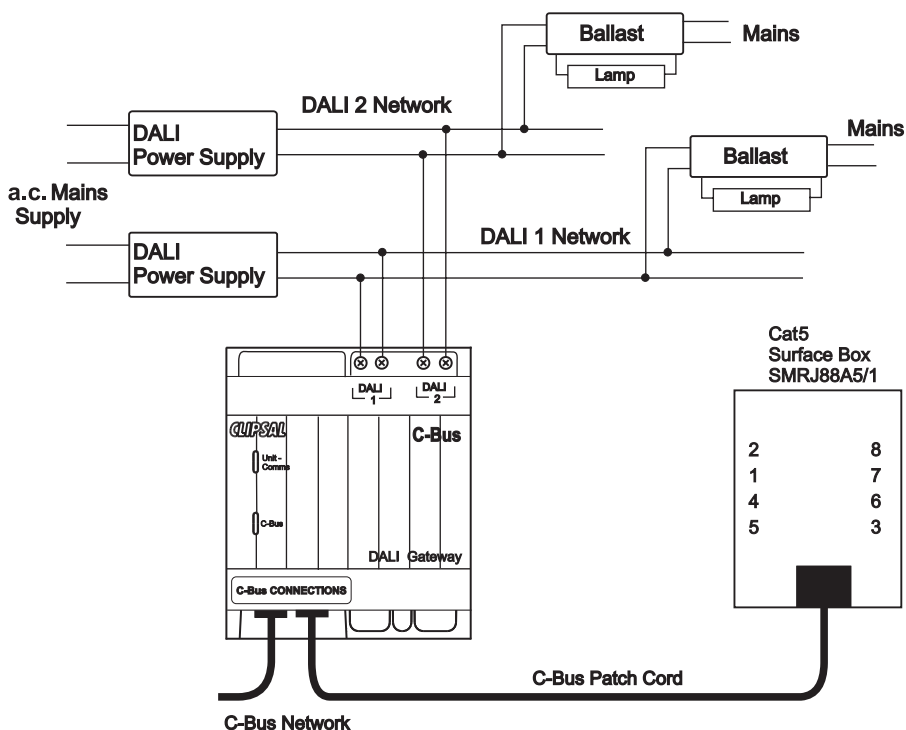 Ballast
Mains
Lamp
DALI 2 Network
DALI
Power Supply
Mains
Ballast
Lamp
a.c. Mains
Supply
DALI 1 Network
DALI
Power Supply
Cat5
Surface Box
SMRJ88A5/1
DALI
1
DALI
2
CLIPSAL
C-Bus
Unit -
Comms
C-Bus
DALI Gateway
C-Bus CONNECTIONS
2 8
1 7
4 6
5 3
C-Bus Patch Cord
C-Bus Network